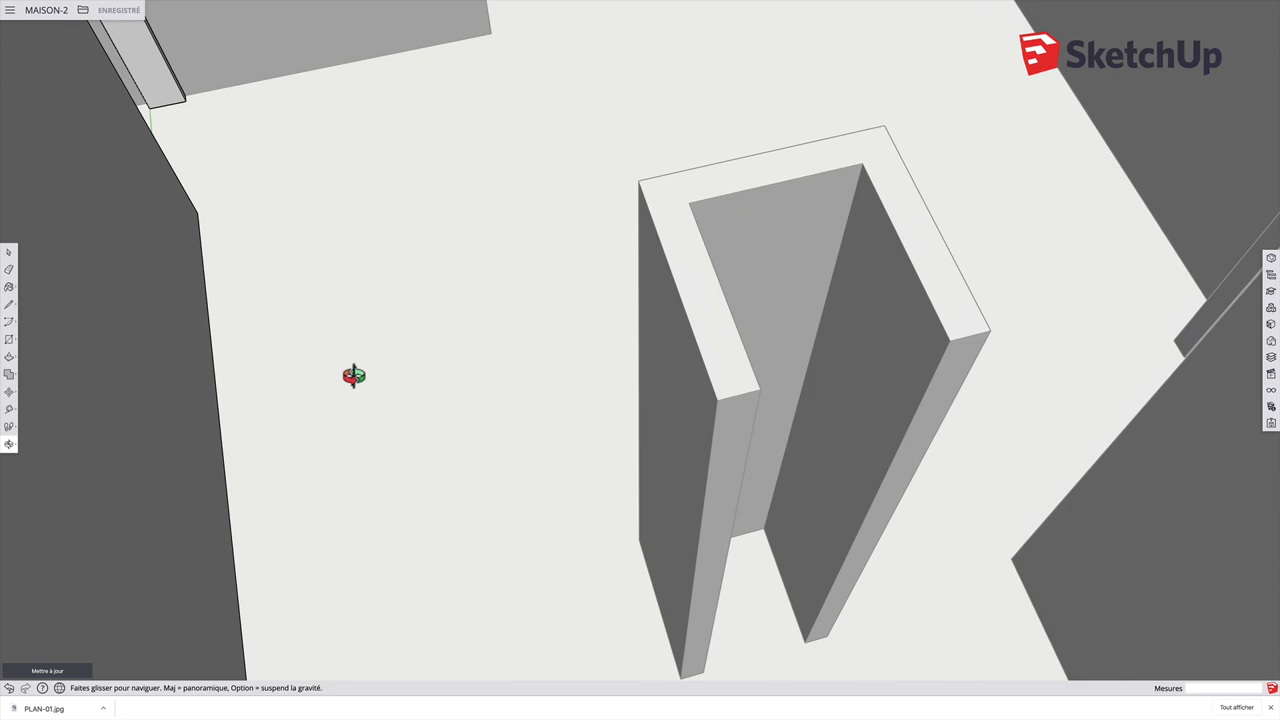 MAISON-2
ENREGISTRÉ
SketchUp
Mettre à jour
Faites glisser pour naviguer. Maj = panoramique, Option = suspend la gravité.
Mesures
PLAN-01.jpg
Tout afficher